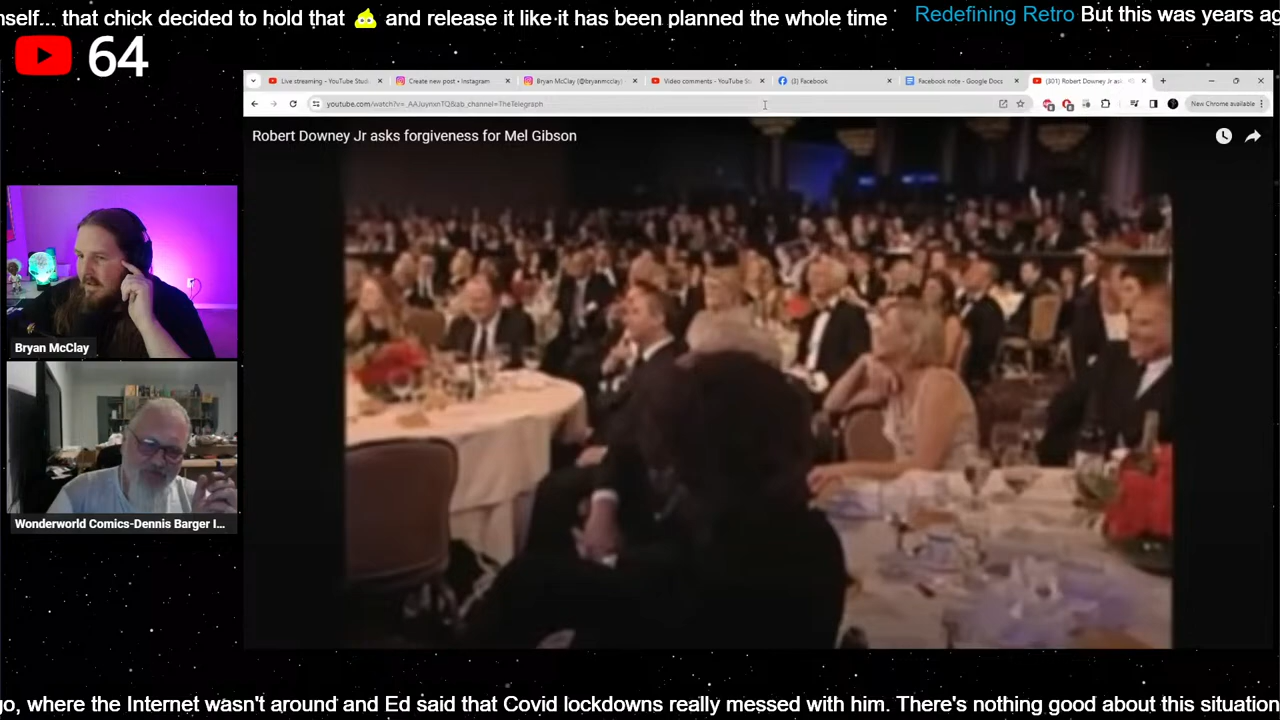 nself... that chick decided to hold that 💩 and release it like it has been planned the whole time
Redefining Retro But this was years ag
64
Live streaming - YouTube Studi
Create new post • Instagram
Bryan McClay (@bryanmcclay)
Video comments - YouTube Stu
(3) Facebook
Facebook note - Google Docs
(301) Robert Downey Jr ask
New Chrome available
Robert Downey Jr asks forgiveness for Mel Gibson
Bryan McClay
Wonderworld Comics-Dennis Barger I...
go, where the Internet wasn't around and Ed said that Covid lockdowns really messed with him. There's nothing good about this situation